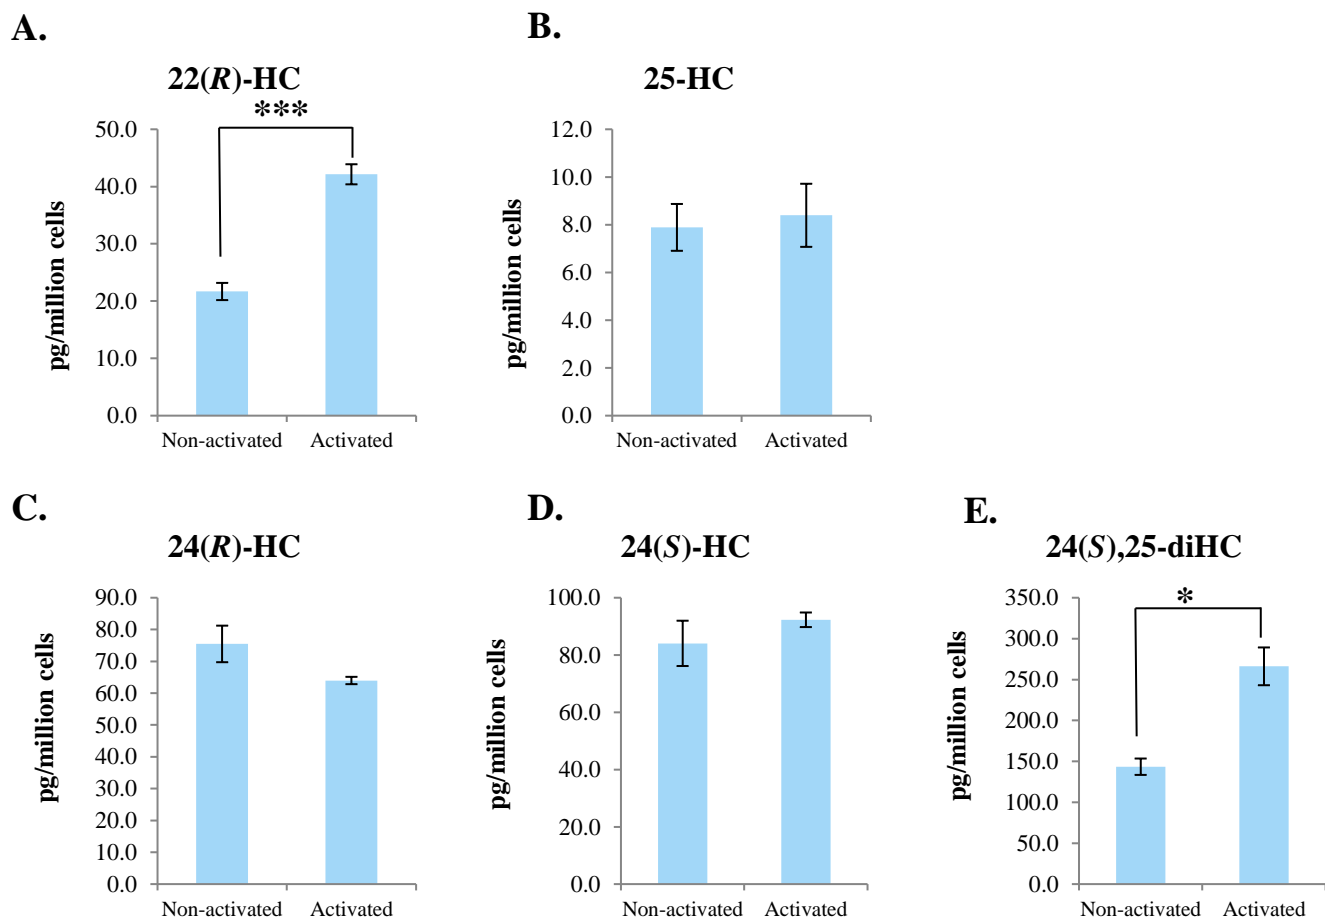 A.
22(R)-HC
***
pg/million cells
50.0
40.0
30.0
20.0
10.0
0.0
Non-activated
Activated
B.
25-HC
pg/million cells
12.0
10.0
8.0
6.0
4.0
2.0
0.0
Non-activated
Activated
C.
24(R)-HC
pg/million cells
90.0
80.0
70.0
60.0
50.0
40.0
30.0
20.0
10.0
0.0
Non-activated
Activated
D.
24(S)-HC
pg/million cells
100.0
80.0
60.0
40.0
20.0
0.0
Non-activated
Activated
E.
24(S),25-diHC
*
pg/million cells
350.0
300.0
250.0
200.0
150.0
100.0
50.0
0.0
Non-activated
Activated